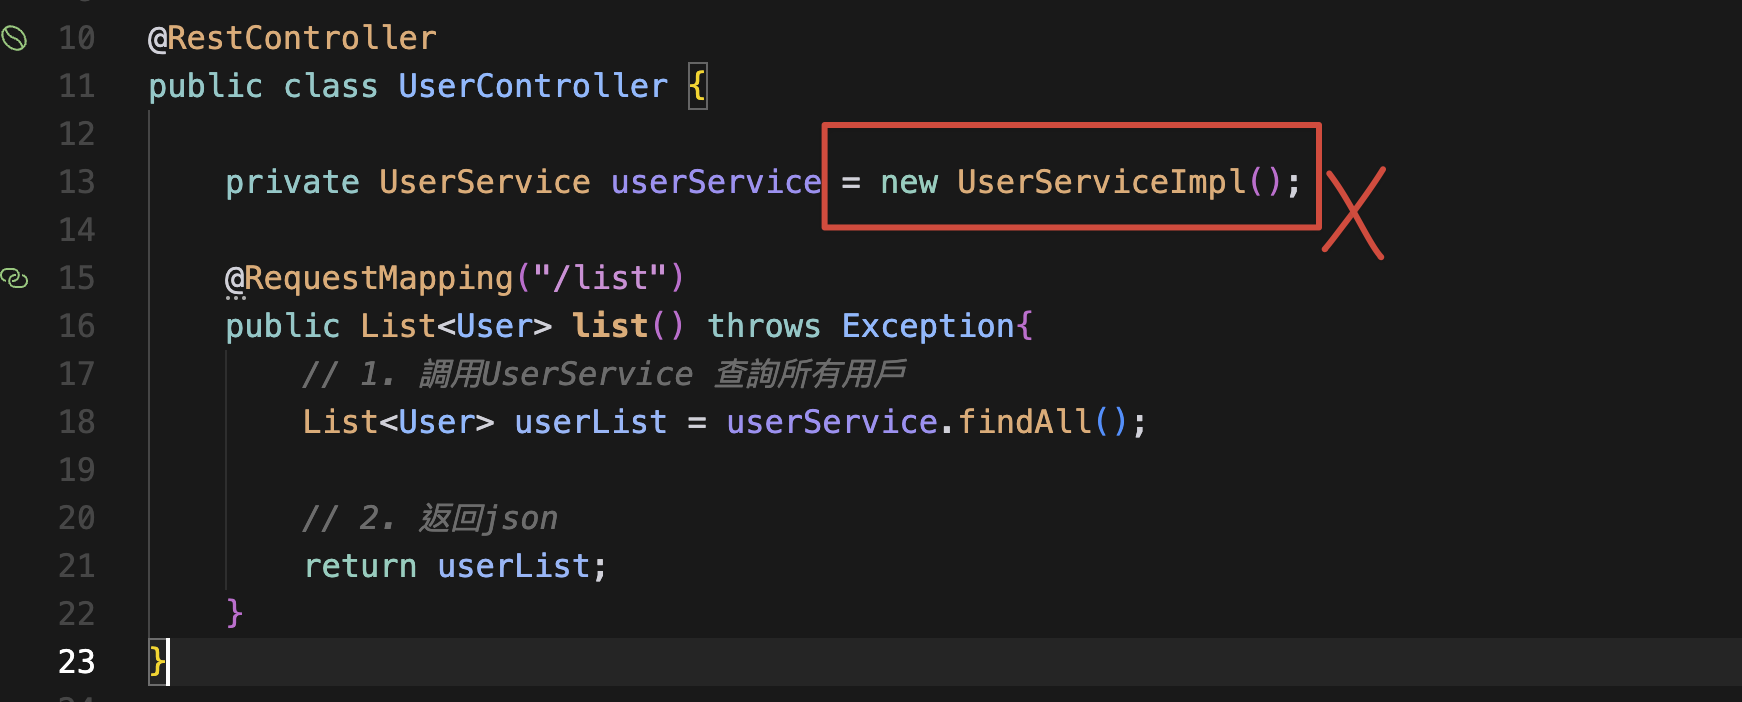 10 @RestController
11 public class UserController {
12
13 private UserService userService = new UserServiceImpl();
14
15 @RequestMapping("/list")
16 public List<User> list() throws Exception{
17 // 1. 調用UserService 查詢所有用戶
18 List<User> userList = userService.findAll();
19
20 // 2. 返回json
21 return userList;
22 }
23 }